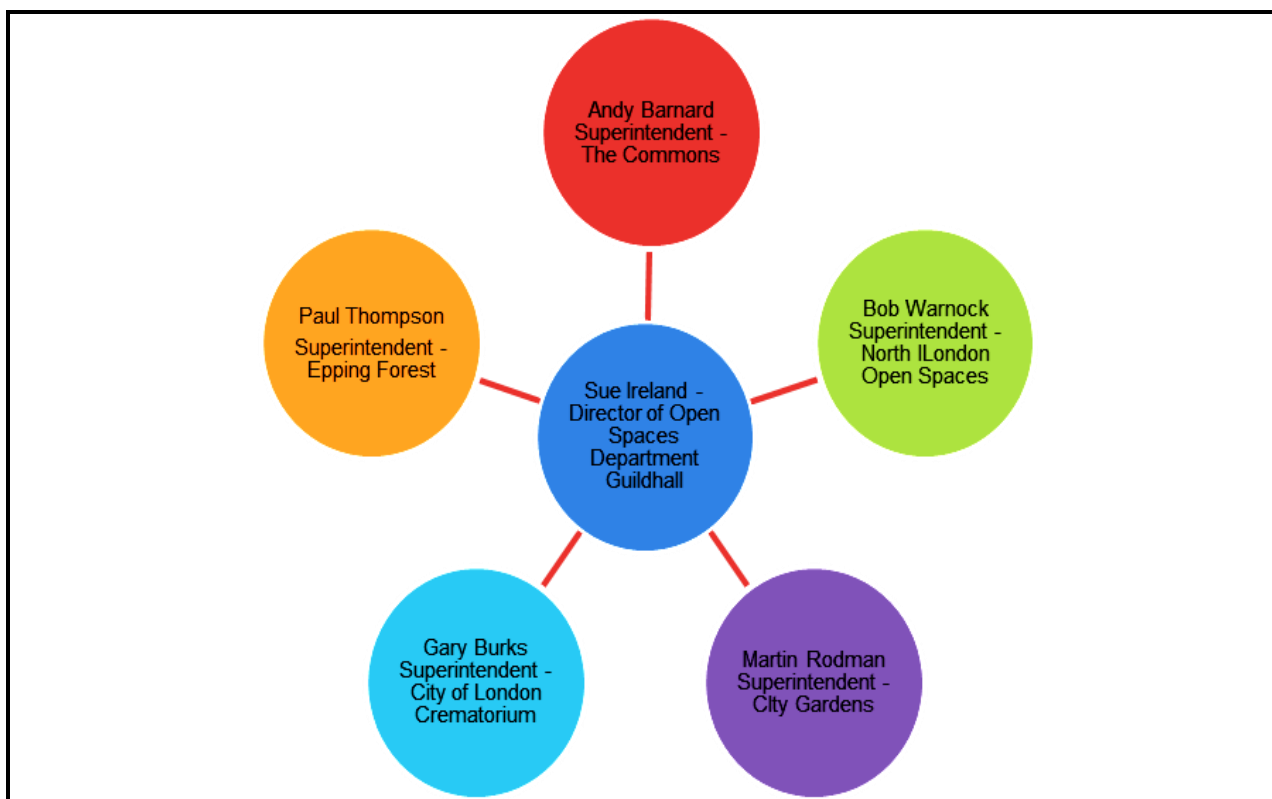 Andy Barnard
Superintendent -
The Commons
Paul Thompson
Superintendent -
Epping Forest
Bob Warnock
Superintendent -
North lLondon
Open Spaces
Sue Ireland -
Director of Open
Spaces
Department
Guildhall
Gary Burks
Superintendent -
City of London
Crematorium
Martin Rodman
Superintendent -
CIty Gardens